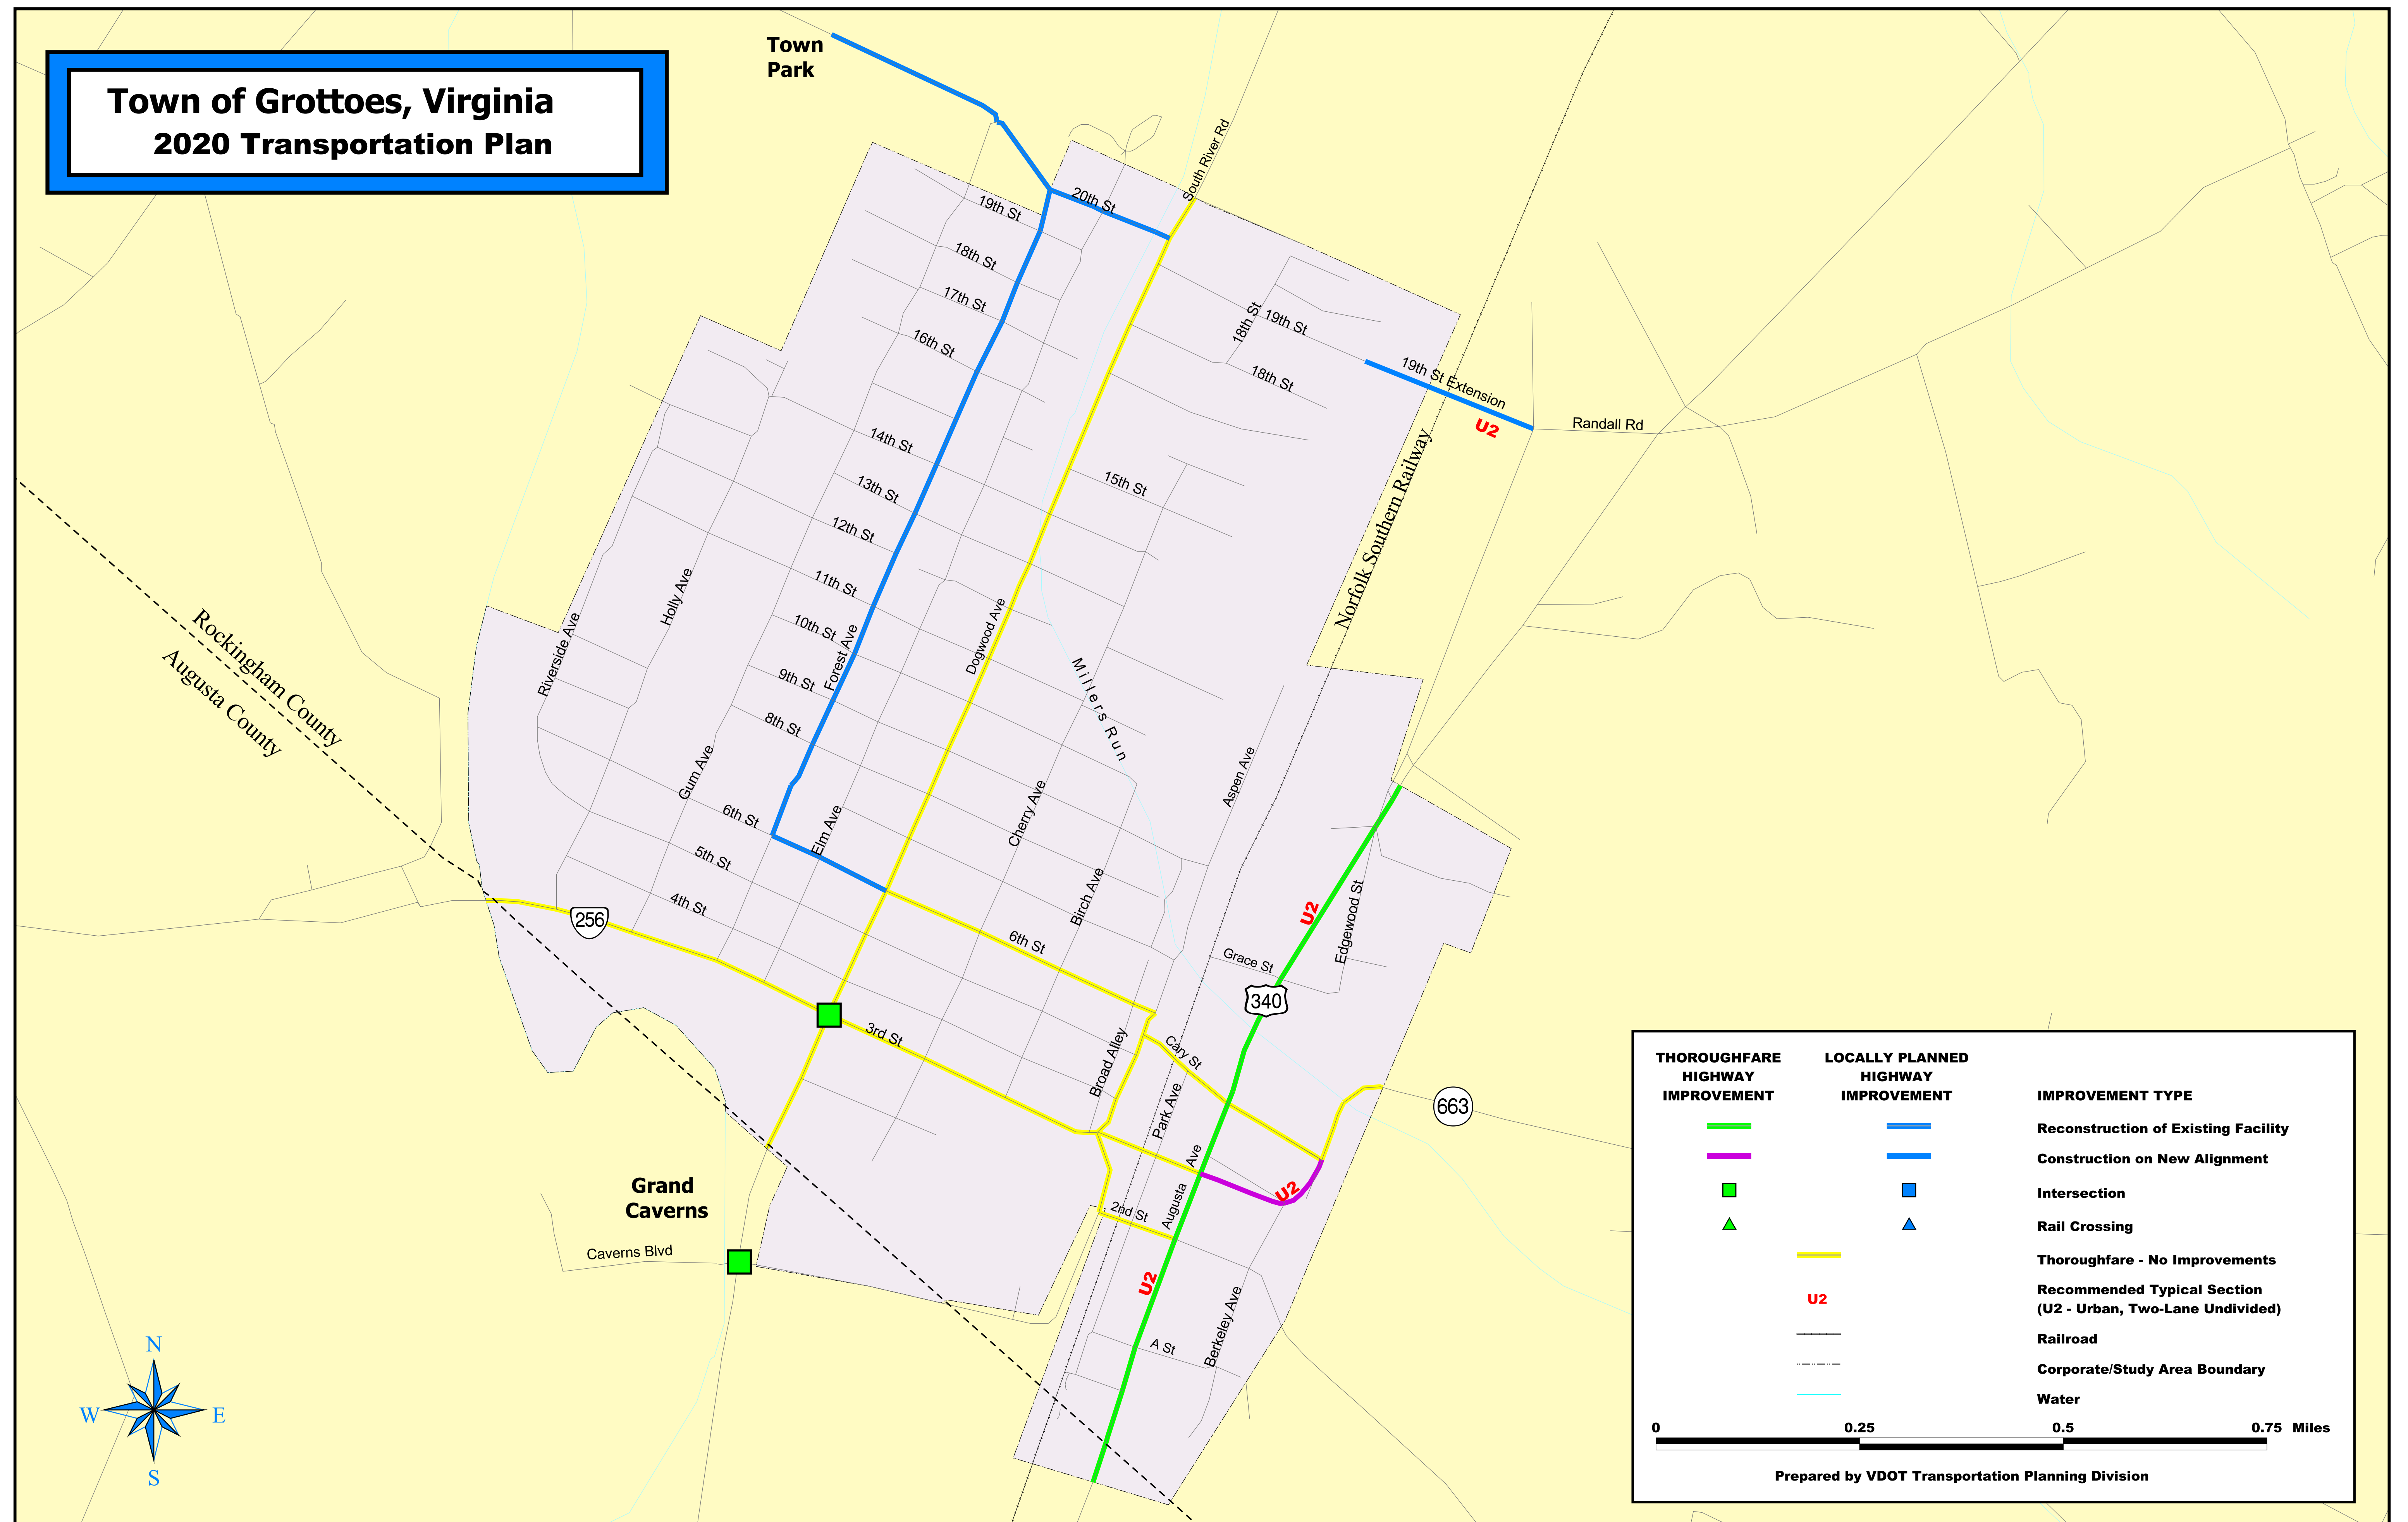 Town of Grottoes, Virginia
2020 Transportation Plan
Town
Park
South River Rd
20th St
19th St
18th St
17th St
16th St
18th St
19th St
18th St
19th St Extension
U2
Randall Rd
14th St
13th St
12th St
11th St
10th St
9th St
8th St
15th St
Norfolk Southern Railway
Rockingham County
Augusta County
Riverside Ave
Holly Ave
Forest Ave
Dogwood Ave
Millers Run
Gum Ave
Elm Ave
Cherry Ave
Birch Ave
Aspen Ave
6th St
5th St
4th St
256
6th St
U2
Edgewood St
Grace St
340
3rd St
Broad Alley
Cary St
Park Ave
663
Augusta Ave
U2
2nd St
U2
Grand
Caverns
Caverns Blvd
A St
Berkeley Ave
N
W
E
S
THOROUGHFARE
HIGHWAY
IMPROVEMENT
LOCALLY PLANNED
HIGHWAY
IMPROVEMENT
IMPROVEMENT TYPE
Reconstruction of Existing Facility
Construction on New Alignment
Intersection
Rail Crossing
Thoroughfare - No Improvements
U2
Recommended Typical Section
(U2 - Urban, Two-Lane Undivided)
Railroad
Corporate/Study Area Boundary
Water
0 0.25 0.5 0.75 Miles
Prepared by VDOT Transportation Planning Division